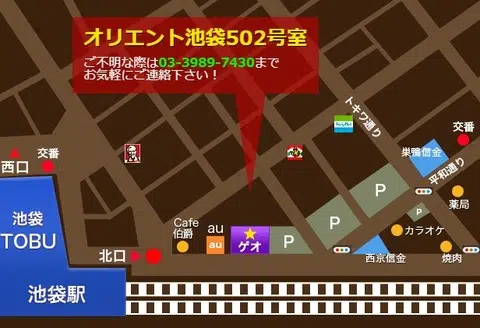 オリエント池袋502号室
ご不明な際は03-3989-7430まで
お気軽にご連絡下さい！
トキワ通り
交番
巣鴨信金
平和通り
西口
交番
P
薬局
池袋
TOBU
Cafe
伯爵
au
au
ゲオ
P
P
P
カラオケ
北口
西京信金
焼肉
池袋駅